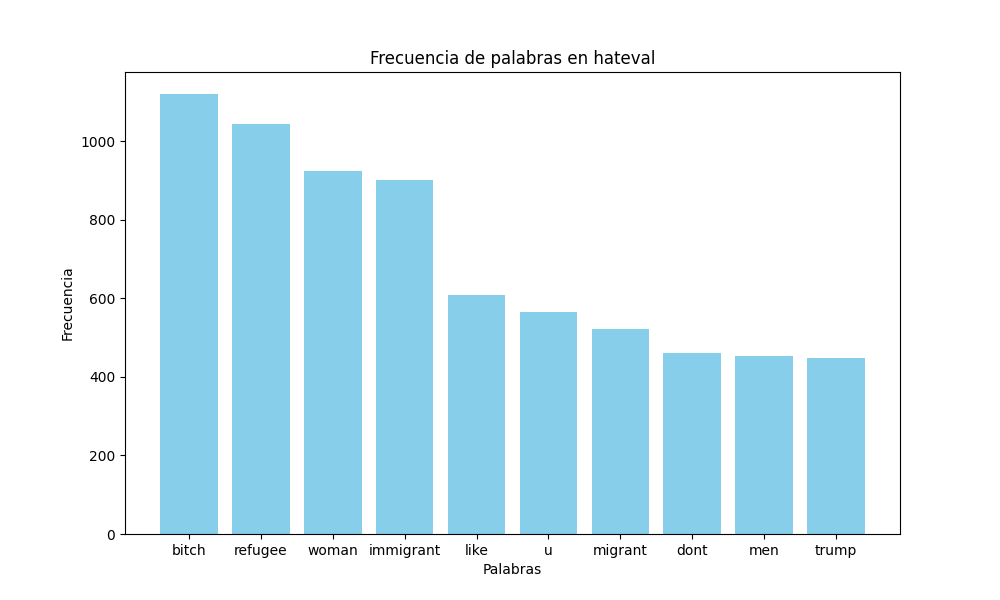 Frecuencia de palabras en hateval
Frecuencia
1000
800
600
400
200
0
bitch refugee woman immigrant like u migrant dont men trump
Palabras